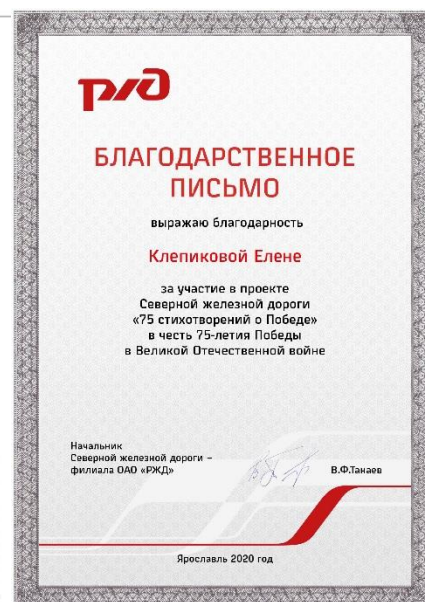 ржд
БЛАГОДАРСТВЕННОЕ
ПИСЬМО
выражаю благодарность
Клепиковой Елене
за участие в проекте
Северной железной дороги
«75 стихотворений о Победе»
в честь 75-летия Победы
в Великой Отечественной войне
Начальник
Северной железной дороги –
филиала ОАО «РЖД»
В.Ф.Танаев
Ярославль 2020 год